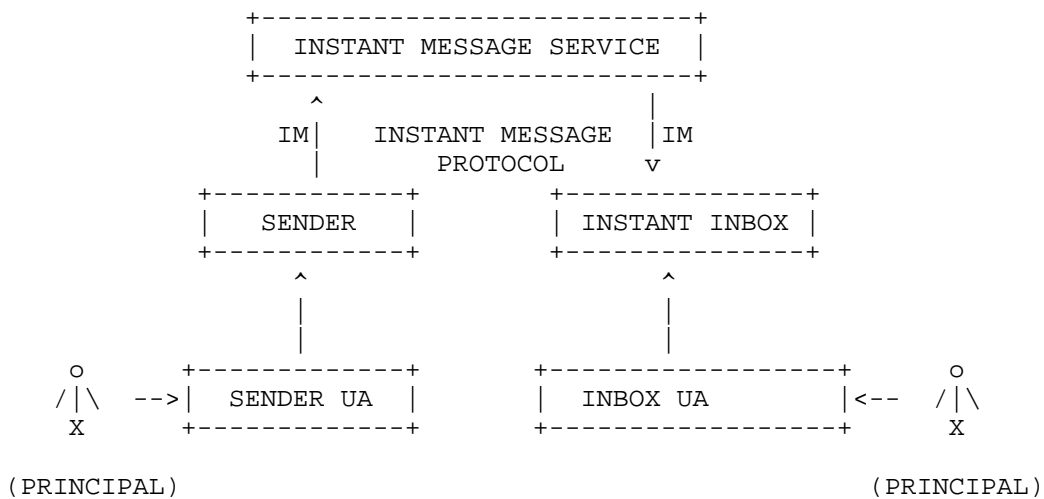 INSTANT MESSAGE SERVICE
IM INSTANT MESSAGE IM
PROTOCOL
SENDER INSTANT INBOX
SENDER UA INBOX UA
(PRINCIPAL) (PRINCIPAL)